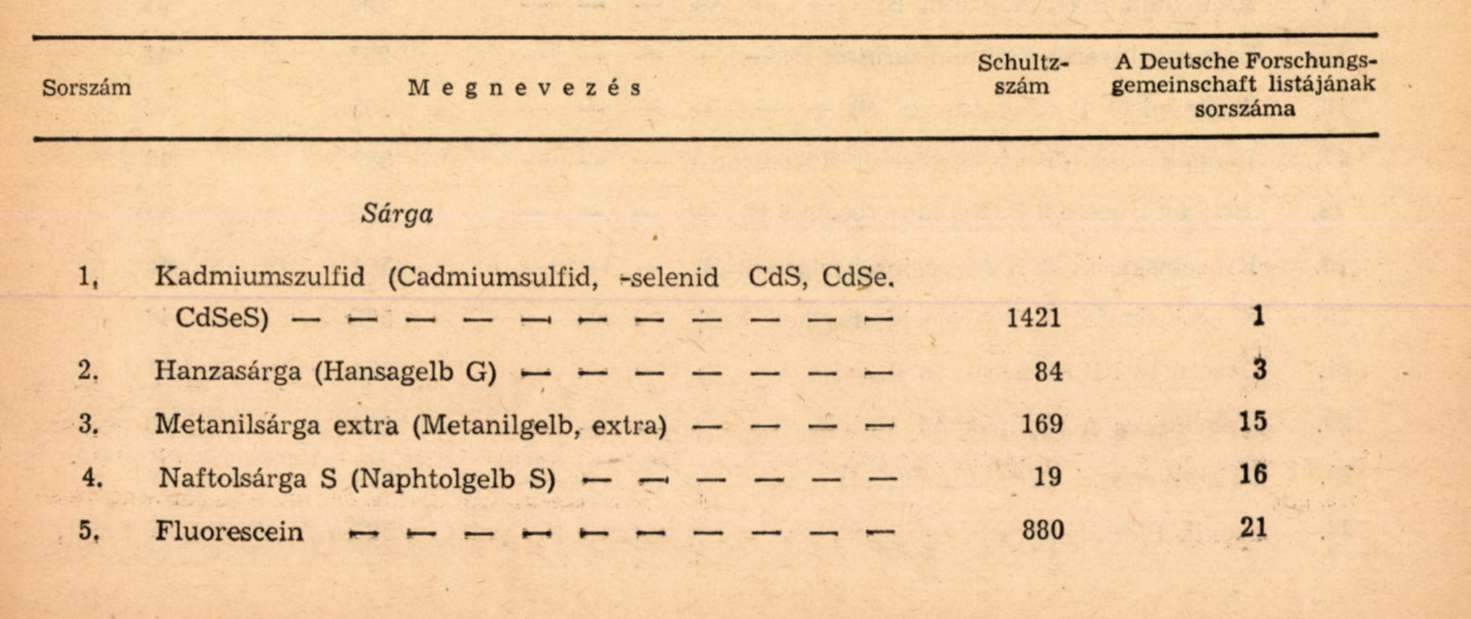 Sorszám Megnevezés Schultz-szám A Deutsche Forschungs-gemeinschaft listájának sorszáma
Sárga
1, Kadmiumszulfid (Cadmiumsulfid, -selenid CdS, CdSe.
CdSeS) — — — — — — — — — — — 1421 1
2. Hanzasárga (Hansagelb G) — — — — — — — 84 3
3. Metanilsárga extra (Metanilgelb, extra) — — — — 169 15
4. Naftolsárga S (Naphtolgelb S) — — — — — — 19 16
5. Fluorescein — — — — — — — — — — 880 21